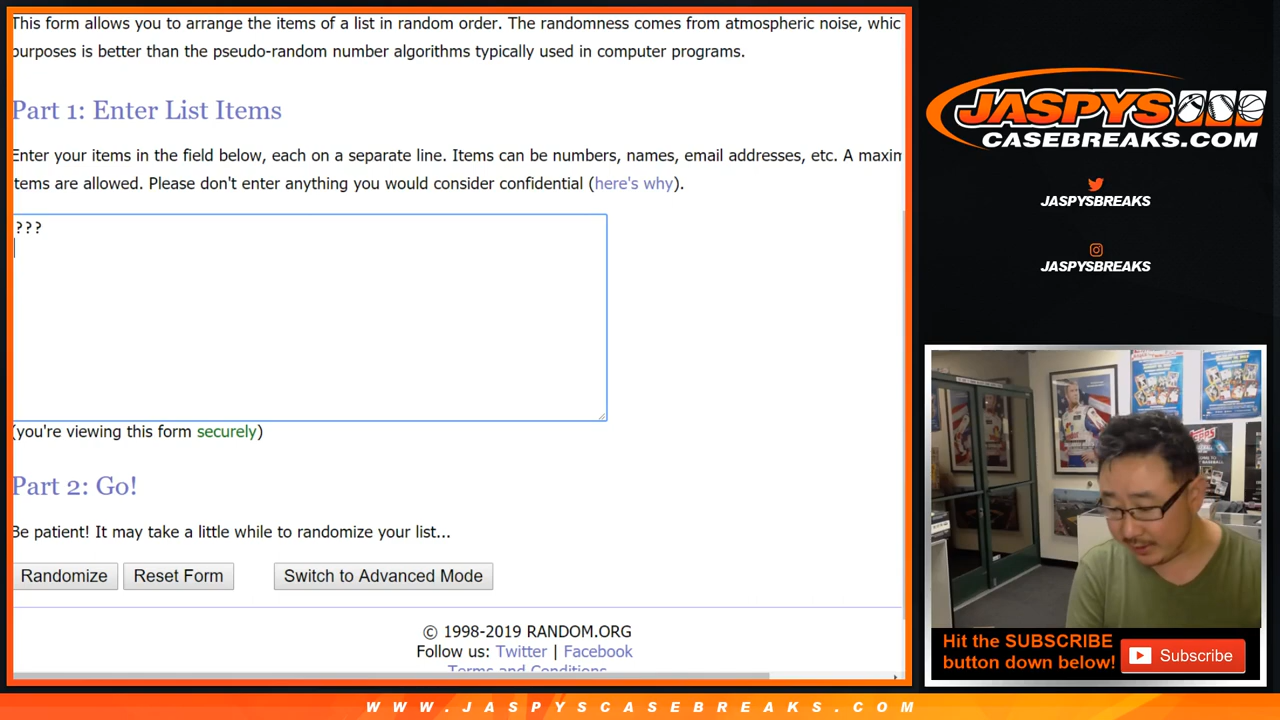 This form allows you to arrange the items of a list in random order. The randomness comes from atmospheric noise, whic
purposes is better than the pseudo-random number algorithms typically used in computer programs.
Part 1: Enter List Items
Enter your items in the field below, each on a separate line. Items can be numbers, names, email addresses, etc. A maxim
items are allowed. Please don't enter anything you would consider confidential (here's why).
???
(you're viewing this form securely)
Part 2: Go!
Be patient! It may take a little while to randomize your list...
Randomize Reset Form Switch to Advanced Mode
© 1998-2019 RANDOM.ORG
Follow us: Twitter | Facebook
Terms and Conditions
JASPYS
CASEBREAKS.COM
JASPYSBREAKS
JASPYSBREAKS
TOPPS
Hit the SUBSCRIBE
button down below!
Subscribe
WWW.JASPYSCASEBREAKS.COM